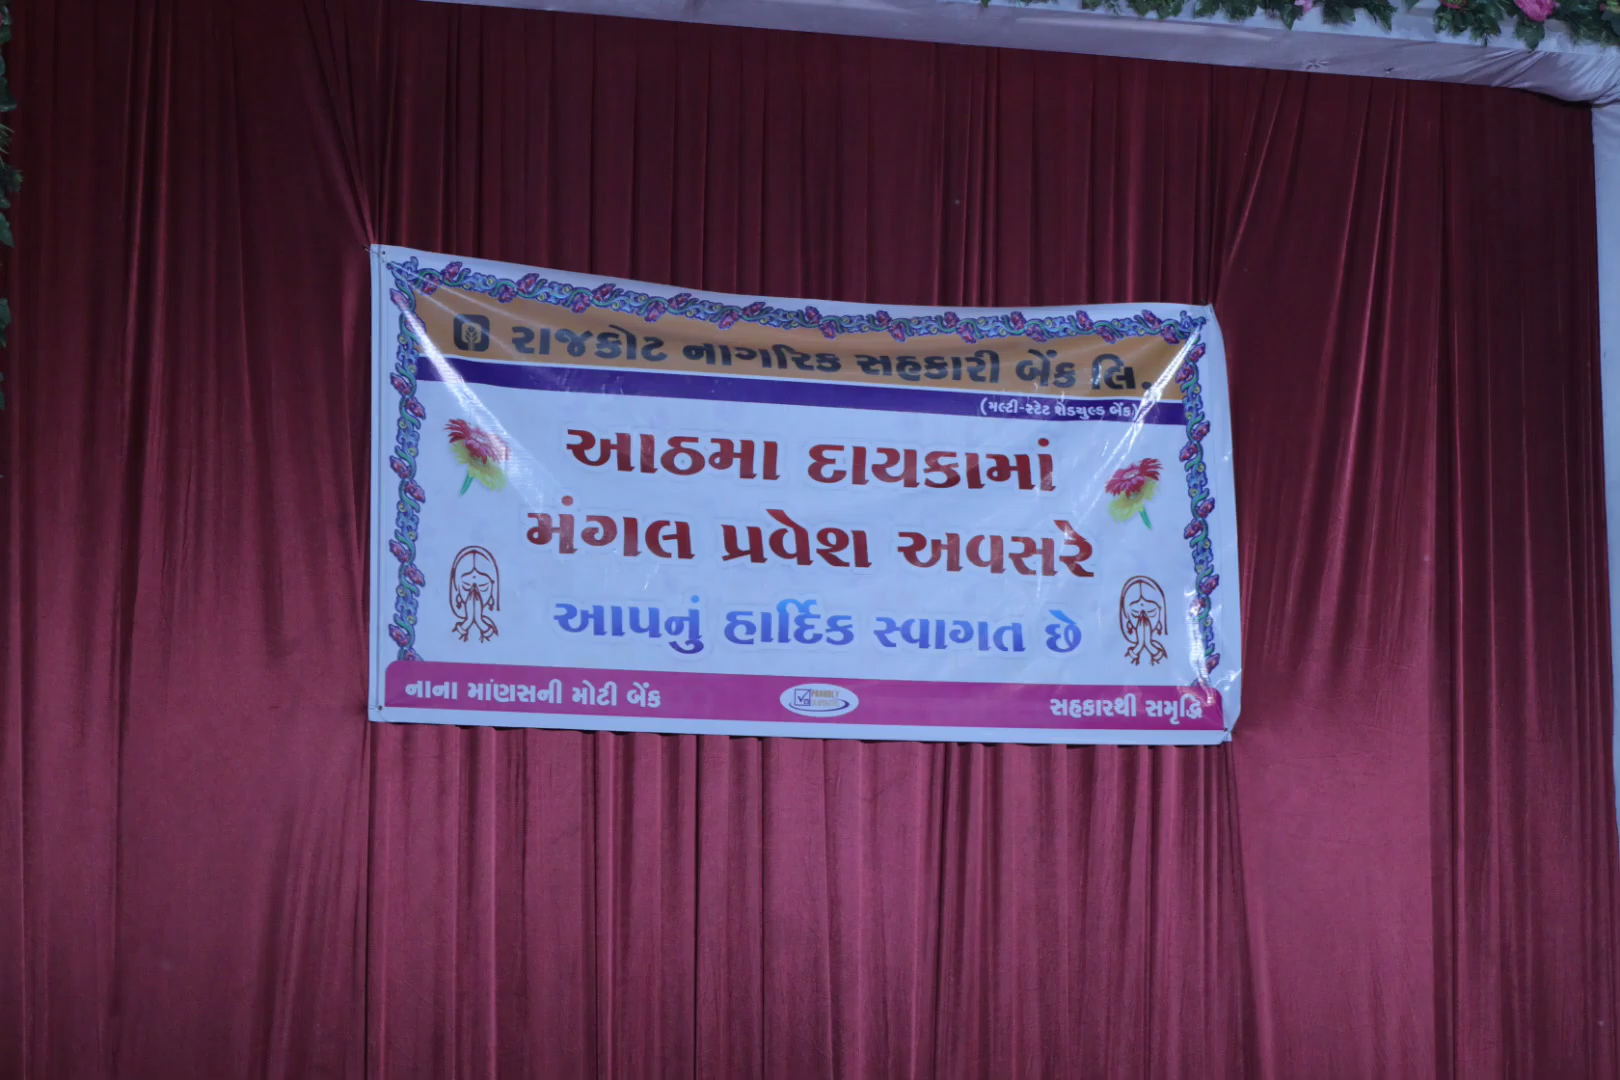 રાજકોટ નાગરિક સહકારી બેંક લિ.
(મલ્ટી-સ્ટેટ શેડયુલ્ડ બેંક)
આઠમા દાયકામાં
મંગલ પ્રવેશ અવસરે
આપનું હાર્દિક સ્વાગત છે
નાના માંણસની મોટી બેંક
સહકારથી સમૃદ્ધિ